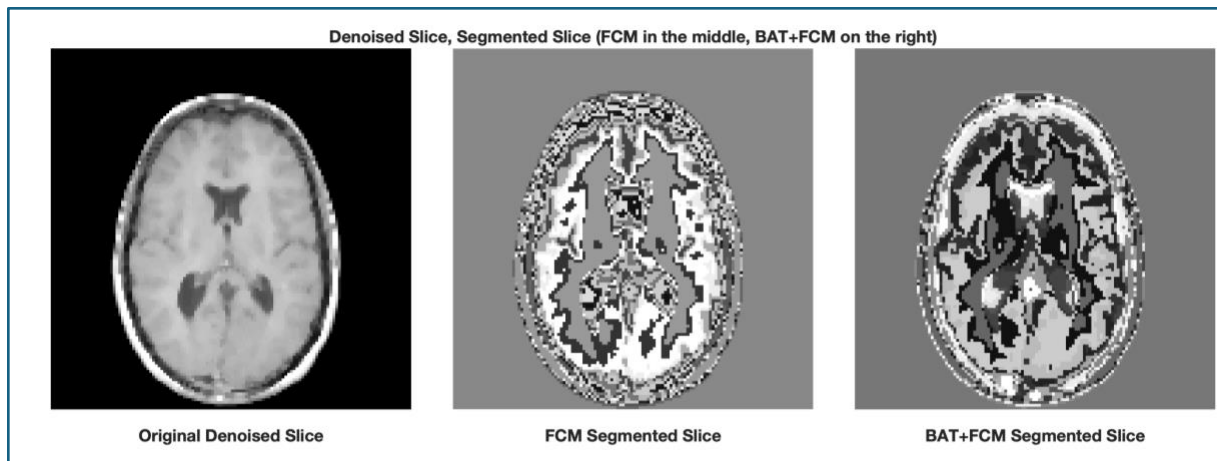 Denoised Slice, Segmented Slice (FCM in the middle, BAT+FCM on the right)
Original Denoised Slice
FCM Segmented Slice
BAT+FCM Segmented Slice